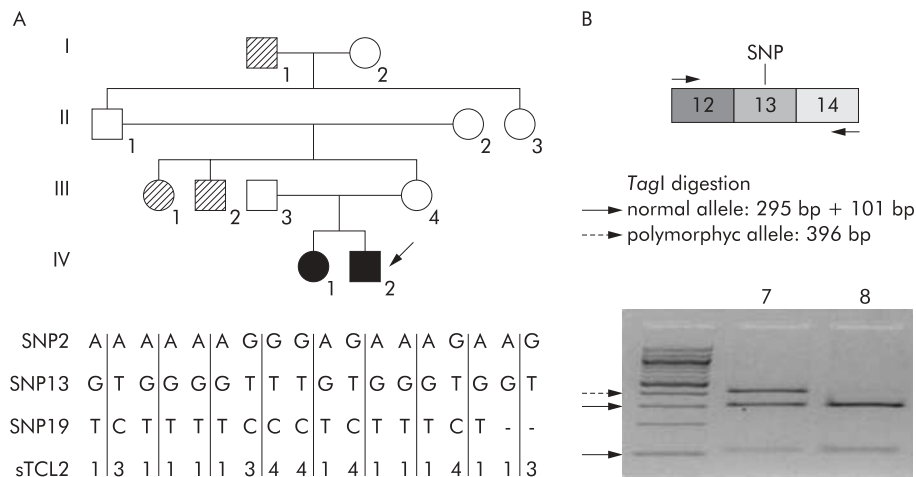 A
B
I
1
2
II
1
2
3
III
1
2
3
4
IV
1
2
SNP2 A A A A A A G G G A G A A A G A A G
SNP13 G T G G G G T T T G T G G G T G G T
SNP19 T C T T T T C C C T C T T T C T - -
sTCL2 1 3 1 1 1 1 3 4 4 1 4 1 1 1 4 1 1 3
SNP
12 13 14
TagI digestion
normal allele: 295 bp + 101 bp
polymorphyc allele: 396 bp
7 8